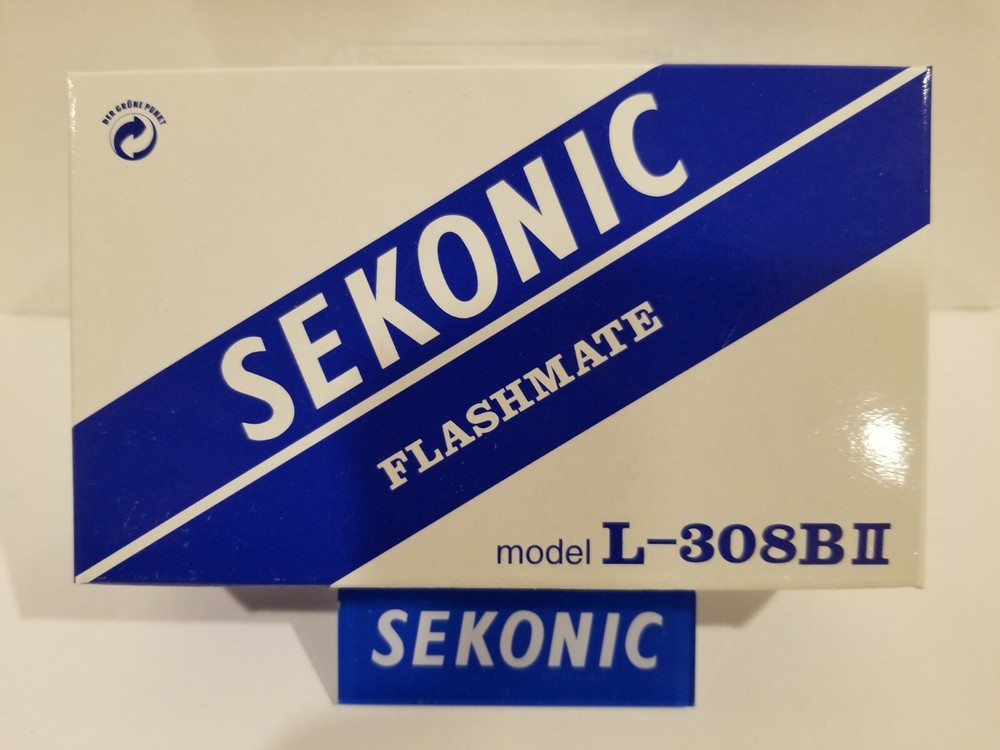 DER GRÜNE PUNKT
SEKONIC
FLASHMATE
model L-308BII
SEKONIC